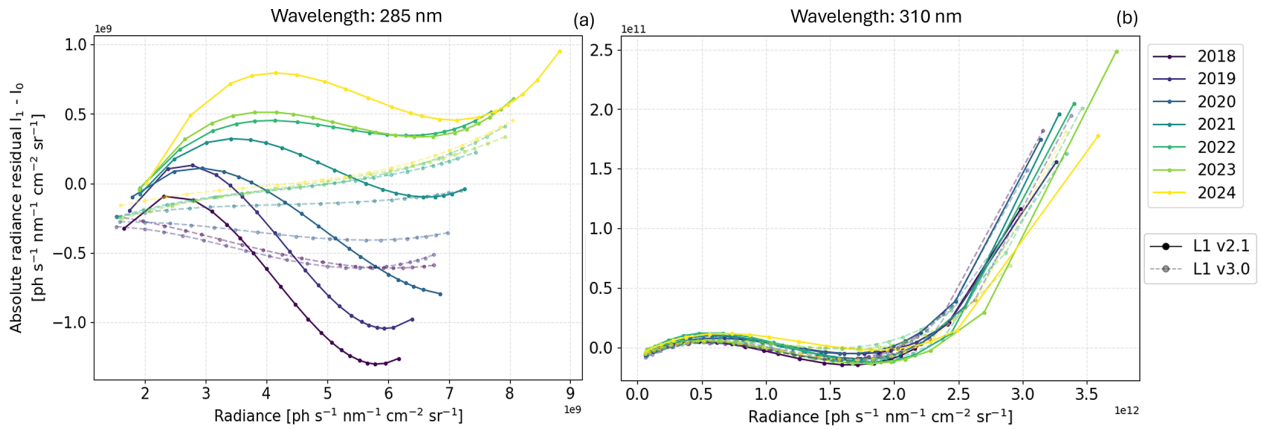 Wavelength: 285 nm
(a)
1e9
1.0
0.5
0.0
−0.5
−1.0
Absolute radiance residual I₁ - I₀
[ph s⁻¹ nm⁻¹ cm⁻² sr⁻¹]
2 3 4 5 6 7 8 9
Radiance [ph s⁻¹ nm⁻¹ cm⁻² sr⁻¹]
1e9
Wavelength: 310 nm
(b)
1e11
2.5
2.0
1.5
1.0
0.5
0.0
0.0 0.5 1.0 1.5 2.0 2.5 3.0 3.5
Radiance [ph s⁻¹ nm⁻¹ cm⁻² sr⁻¹]
1e12
2018
2019
2020
2021
2022
2023
2024
L1 v2.1
L1 v3.0